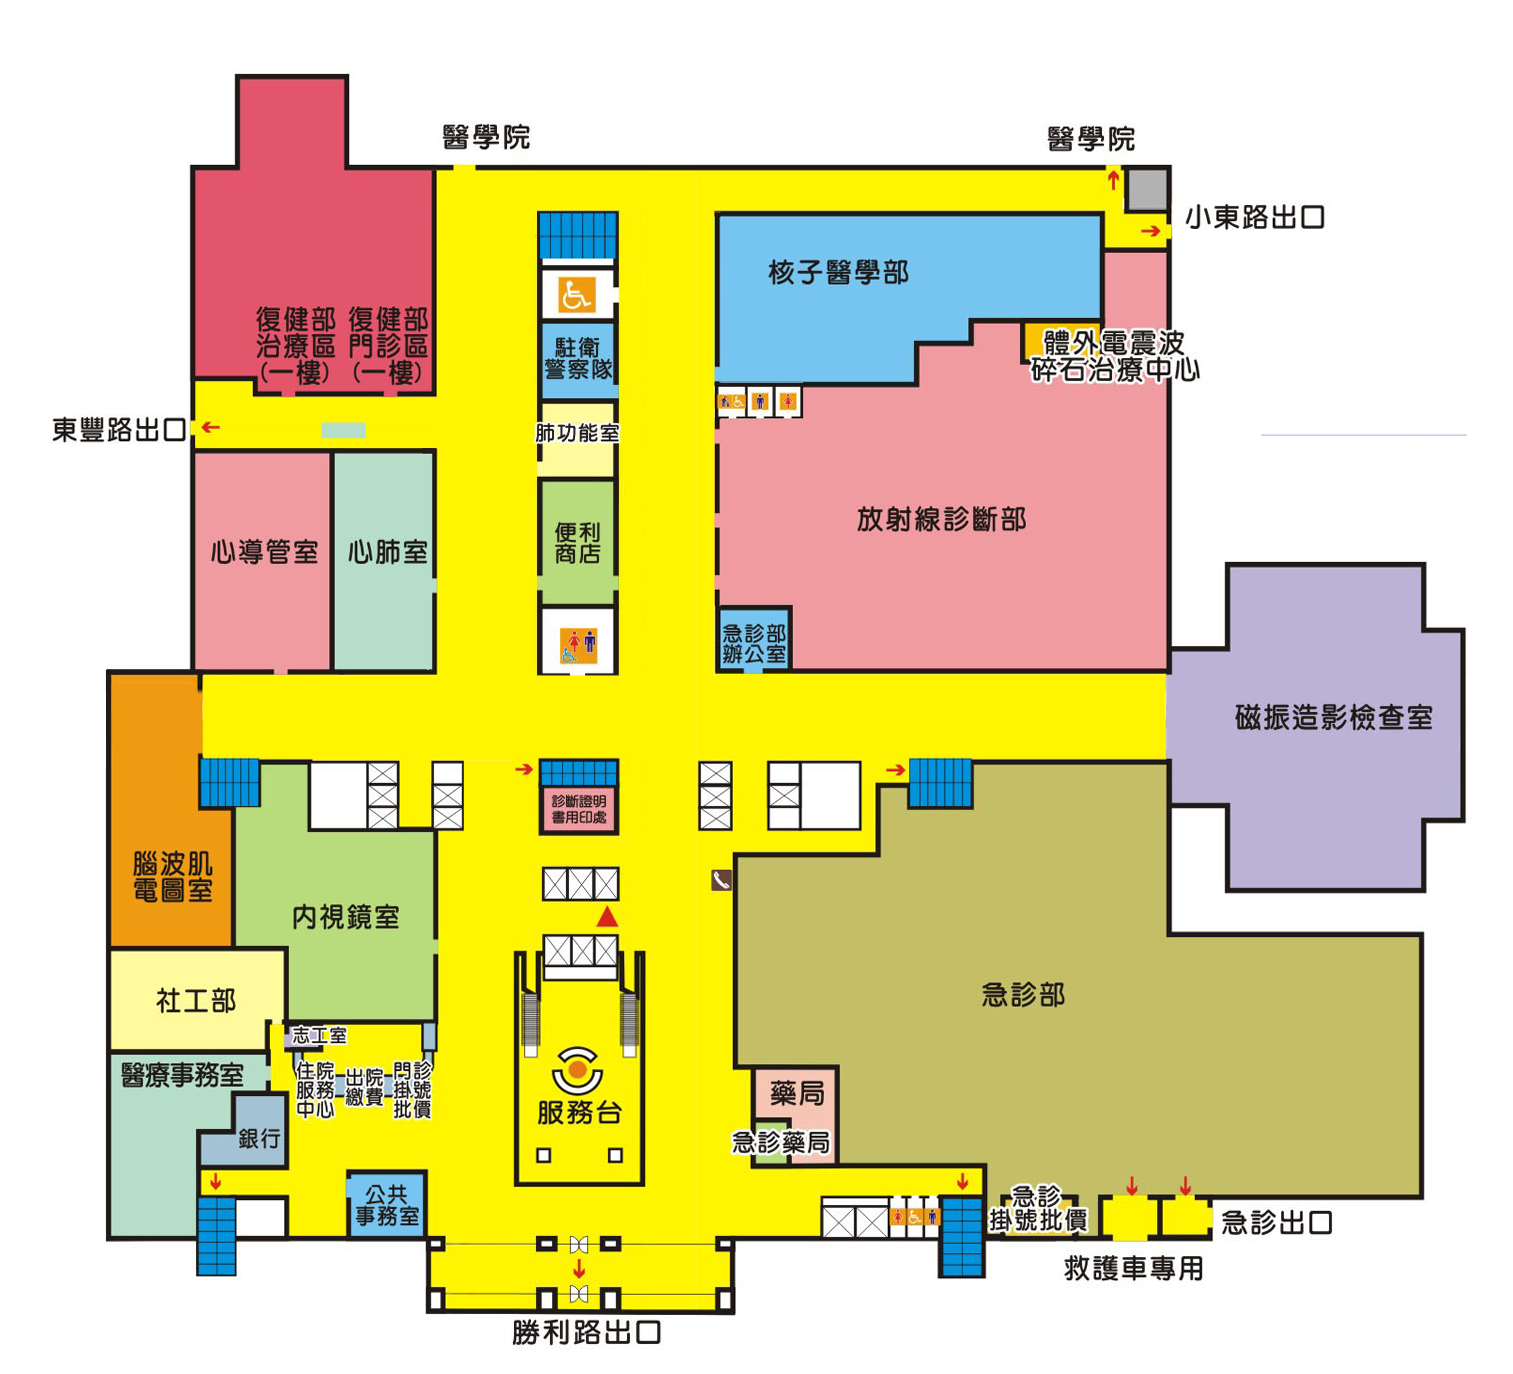 醫學院
醫學院
小東路出口
核子醫學部
復健部
治療區
(一樓)
復健部
門診區
(一樓)
駐衛
警察隊
體外電震波
碎石治療中心
東豐路出口
肺功能室
放射線診斷部
心導管室
心肺室
便利
商店
急診部
辦公室
磁振造影檢查室
診斷證明
書用印處
腦波肌
電圖室
內視鏡室
社工部
急診部
志工室
醫療事務室
住院
服務
中心
出院
繳費
門診
掛號
批價
服務台
藥局
銀行
急診藥局
公共
事務室
急診
掛號批價
急診出口
救護車專用
勝利路出口